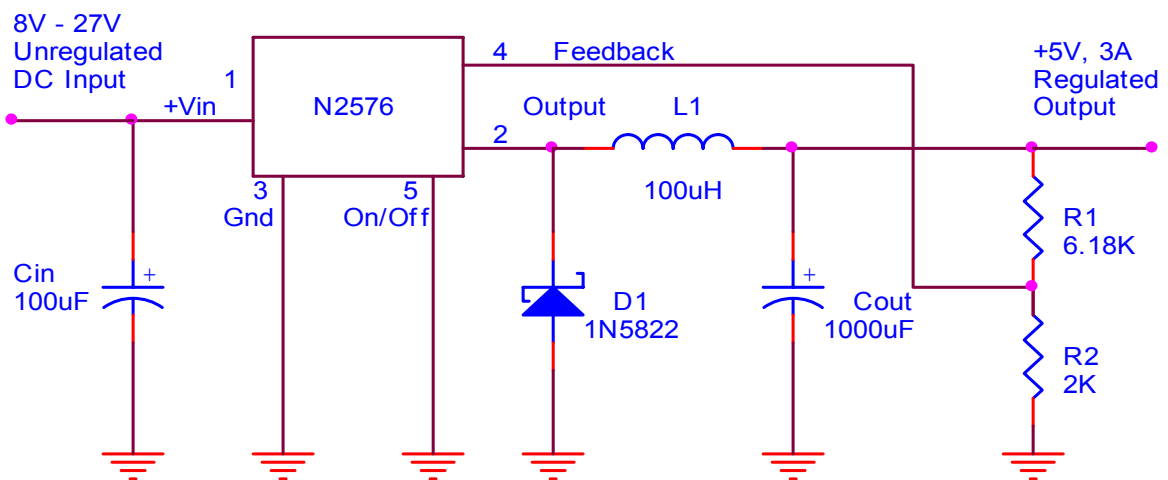 8V - 27V
Unregulated
DC Input
+Vin
1
N2576
4
Feedback
2
Output
L1
100uH
+5V, 3A
Regulated
Output
3
Gnd
5
On/Off
Cin
100uF
+
D1
1N5822
+
Cout
1000uF
R1
6.18K
R2
2K